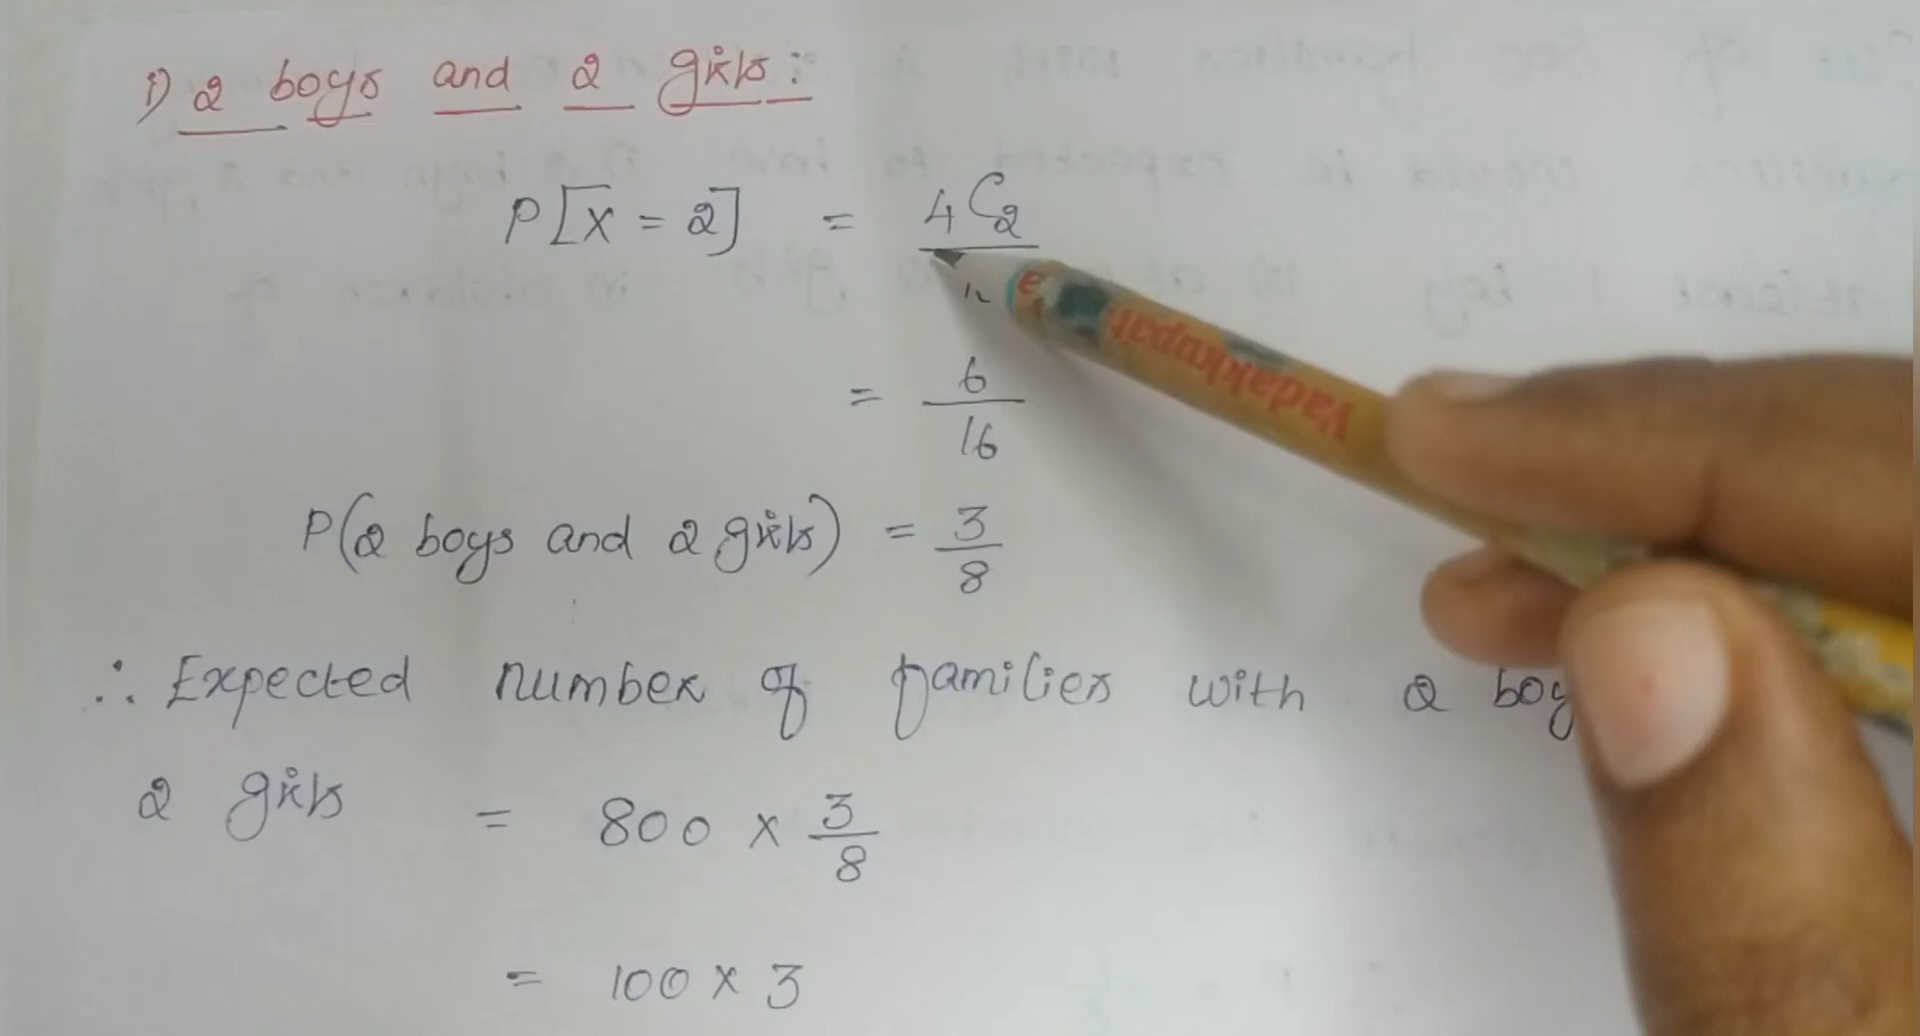 i) 2 boys and 2 girls:
P[X = 2] = 4C2
= 6/16
P(2 boys and 2 girls) = 3/8
∴ Expected number of families with 2 boy
2 girls = 800 × 3/8
= 100 × 3
Vadakkupat